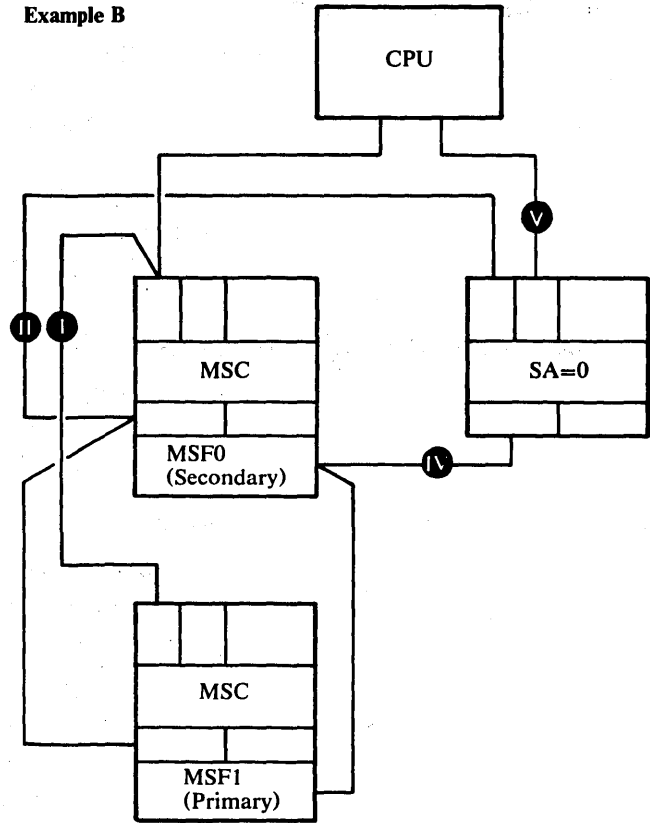 Example B
CPU
V
II
I
MSC
SA=0
MSF0
(Secondary)
IV
MSC
MSF1
(Primary)